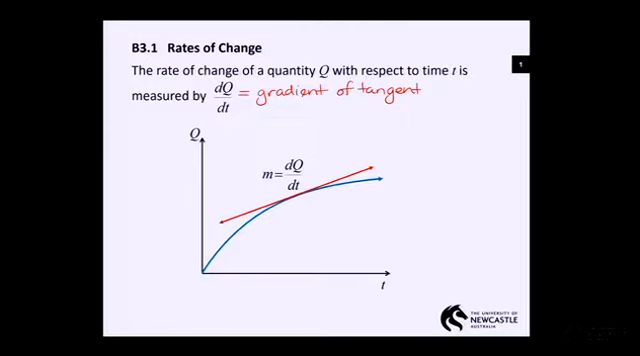 B3.1 Rates of Change
The rate of change of a quantity Q with respect to time t is
1
measured by dQ/dt = gradient of tangent
Q
m = dQ/dt
t
THE UNIVERSITY OF
NEWCASTLE
AUSTRALIA